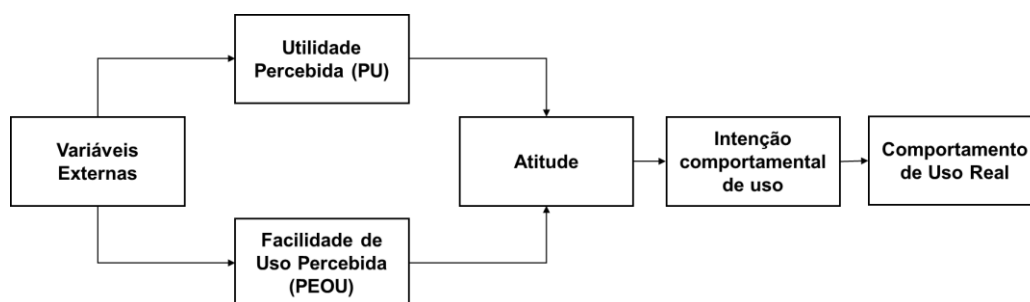 Utilidade
Percebida (PU)
Variáveis
Externas
Atitude
Intenção
comportamental
de uso
Comportamento
de Uso Real
Facilidade de
Uso Percebida
(PEOU)